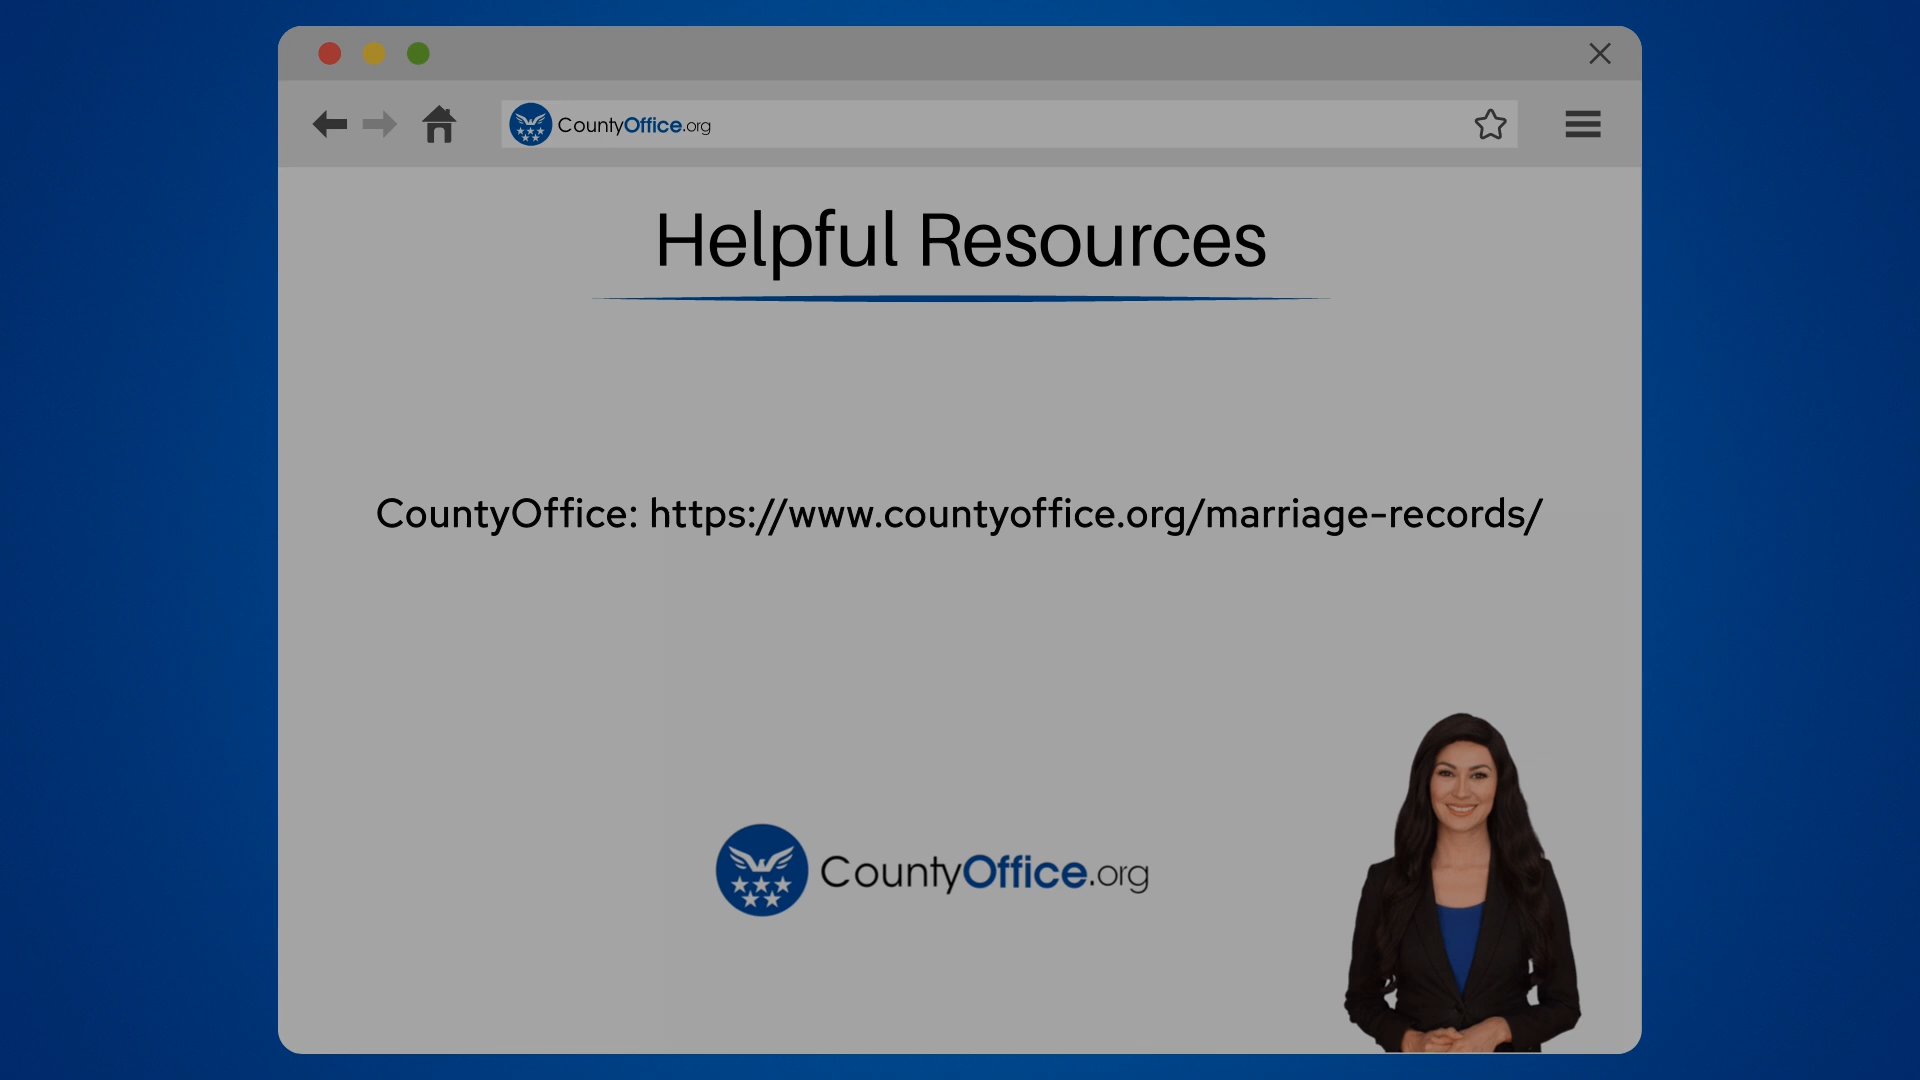 CountyOffice.org
Helpful Resources
CountyOffice: https://www.countyoffice.org/marriage-records/
CountyOffice.org